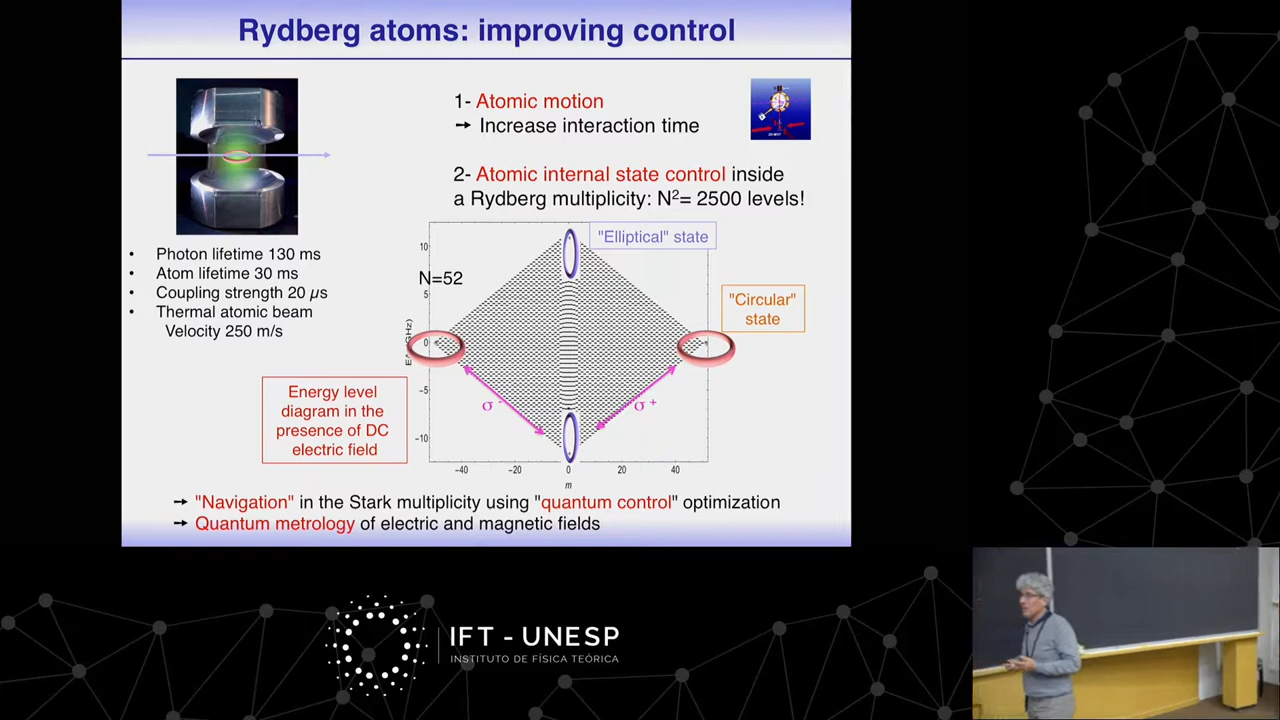 Rydberg atoms: improving control
1- Atomic motion
→ Increase interaction time
2- Atomic internal state control inside
a Rydberg multiplicity: N²= 2500 levels!
• Photon lifetime 130 ms
• Atom lifetime 30 ms
• Coupling strength 20 µs
• Thermal atomic beam
Velocity 250 m/s
"Elliptical" state
N=52
"Circular"
state
10
5
0
−5
−10
σ -
σ +
−40
−20
0
20
40
m
Energy level
diagram in the
presence of DC
electric field
→ "Navigation" in the Stark multiplicity using "quantum control" optimization
→ Quantum metrology of electric and magnetic fields
IFT - UNESP
INSTITUTO DE FÍSICA TEÓRICA